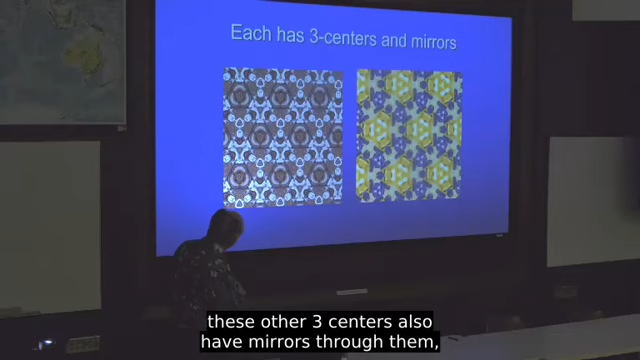 Each has 3-centers and mirrors
these other 3 centers also
have mirrors through them,